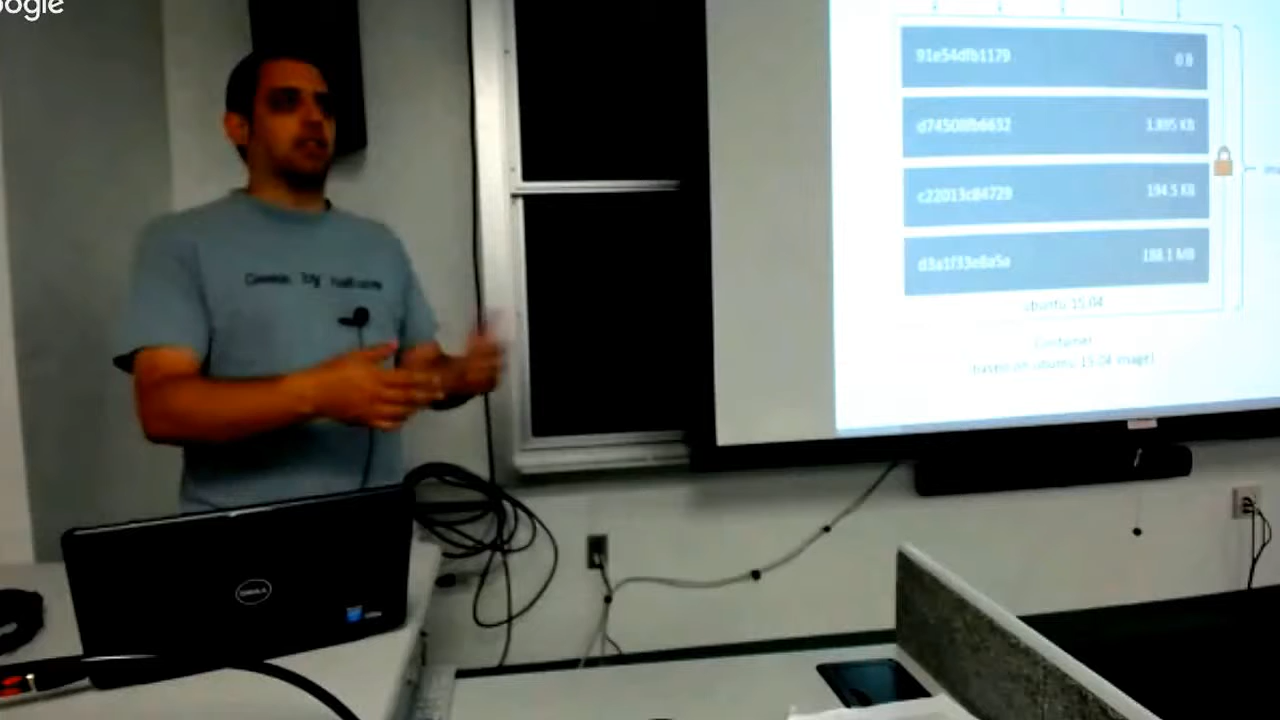 oogle
91e54dfb1179
0 B
d74508fb6632
1.895 KB
c22013c84729
194.5 KB
d3a1f33e8a5a
188.1 MB
ubuntu:15.04
Container
based on ubuntu 15.04 image)
DELL